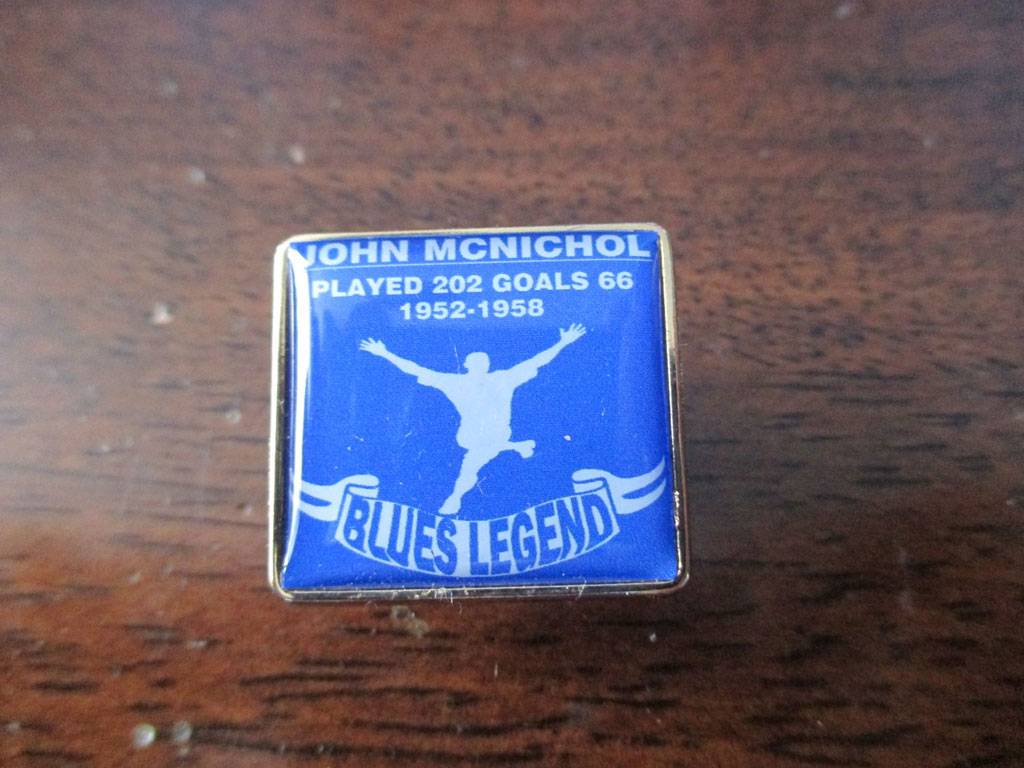 JOHN MCNICHOL
PLAYED 202 GOALS 66
1952-1958
BLUES LEGEND